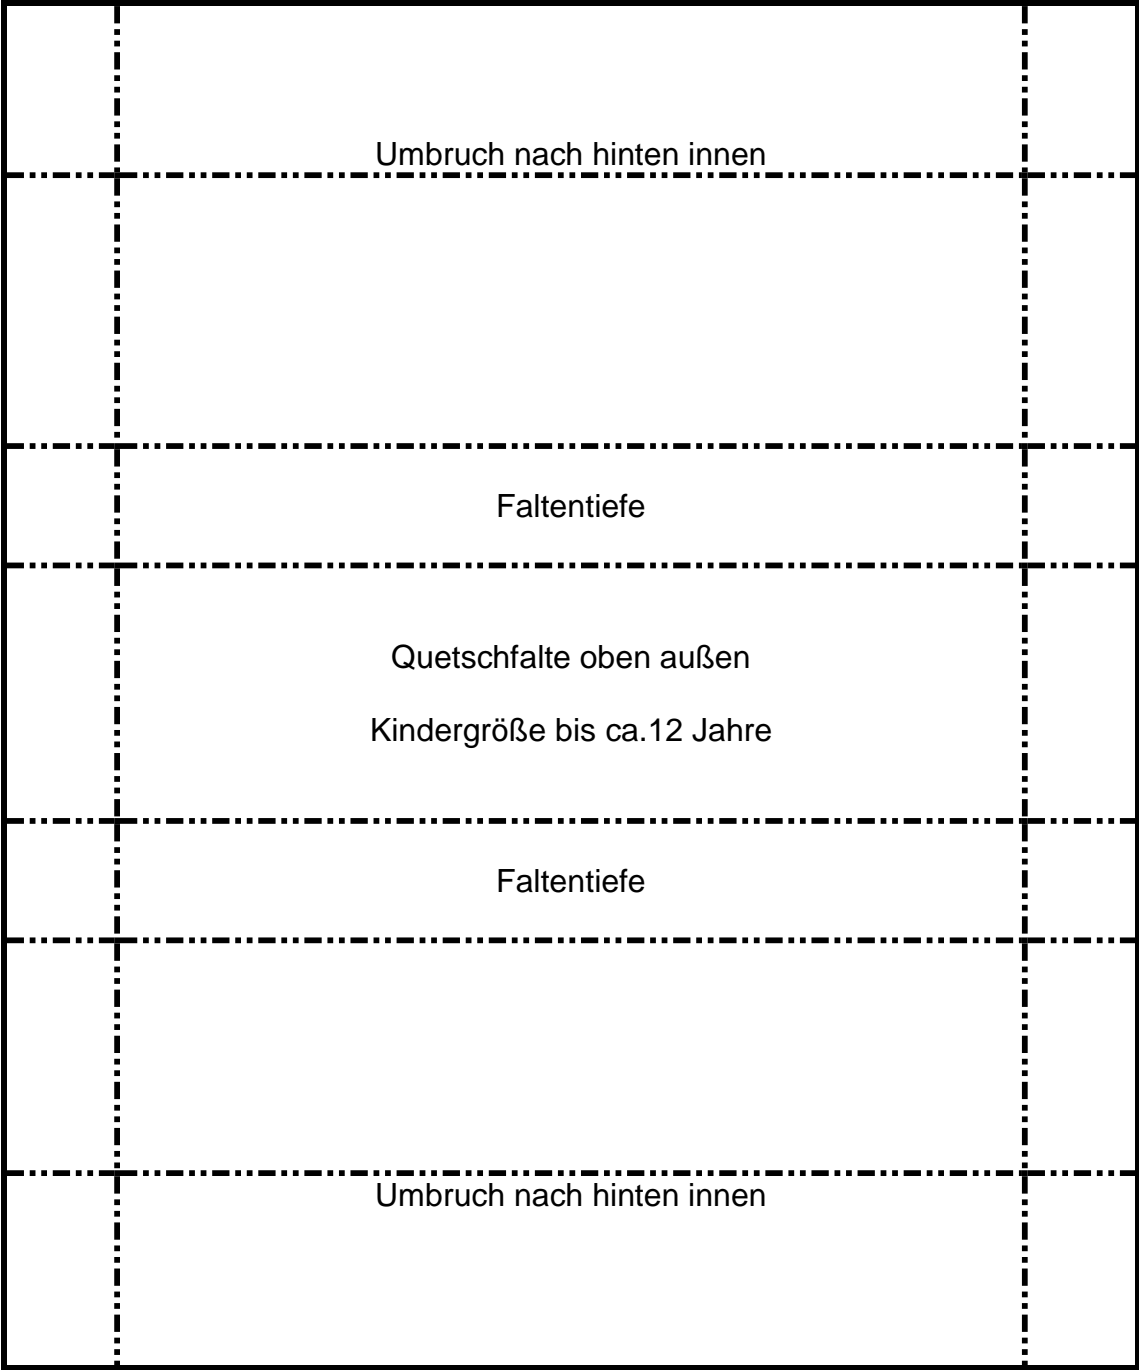 Umbruch nach hinten innen
Faltentiefe
Quetschfalte oben außen
Kindergröße bis ca.12 Jahre
Faltentiefe
Umbruch nach hinten innen